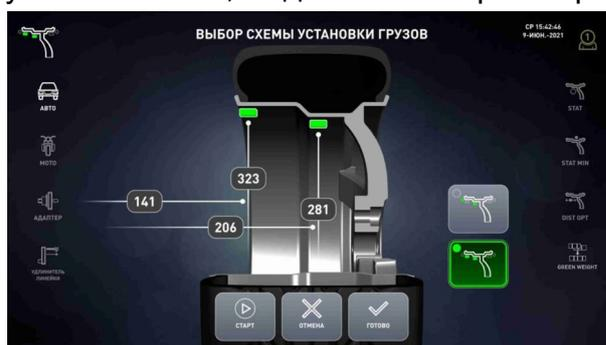 ВЫБОР СХЕМЫ УСТАНОВКИ ГРУЗОВ
СР 15:42:46
9-ИЮН.-2021
1
АВТО
МОТО
АДАПТЕР
УДЛИНИТЕЛЬ
ЛИНЕЙКИ
323
141
281
206
STAT
STAT MIN
DIST OPT
GREEN WEIGHT
СТАРТ
ОТМЕНА
ГОТОВО